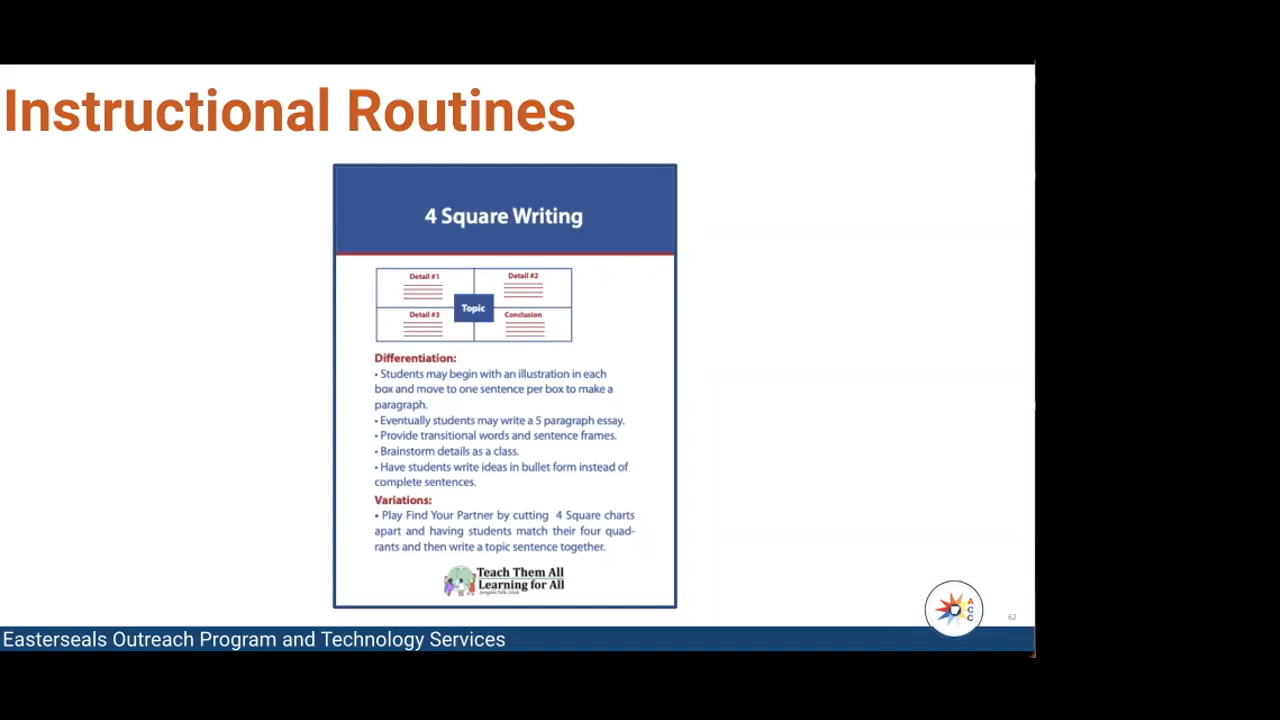 Instructional Routines
4 Square Writing
Detail #1
Detail #2
Topic
Detail #3
Conclusion
Differentiation:
• Students may begin with an illustration in each
box and move to one sentence per box to make a
paragraph.
• Eventually students may write a 5 paragraph essay.
• Provide transitional words and sentence frames.
• Brainstorm details as a class.
• Have students write ideas in bullet form instead of
complete sentences.
Variations:
• Play Find Your Partner by cutting 4 Square charts
apart and having students match their four quad-
rants and then write a topic sentence together.
Teach Them All
Learning for All
A
C
C
62
Easterseals Outreach Program and Technology Services